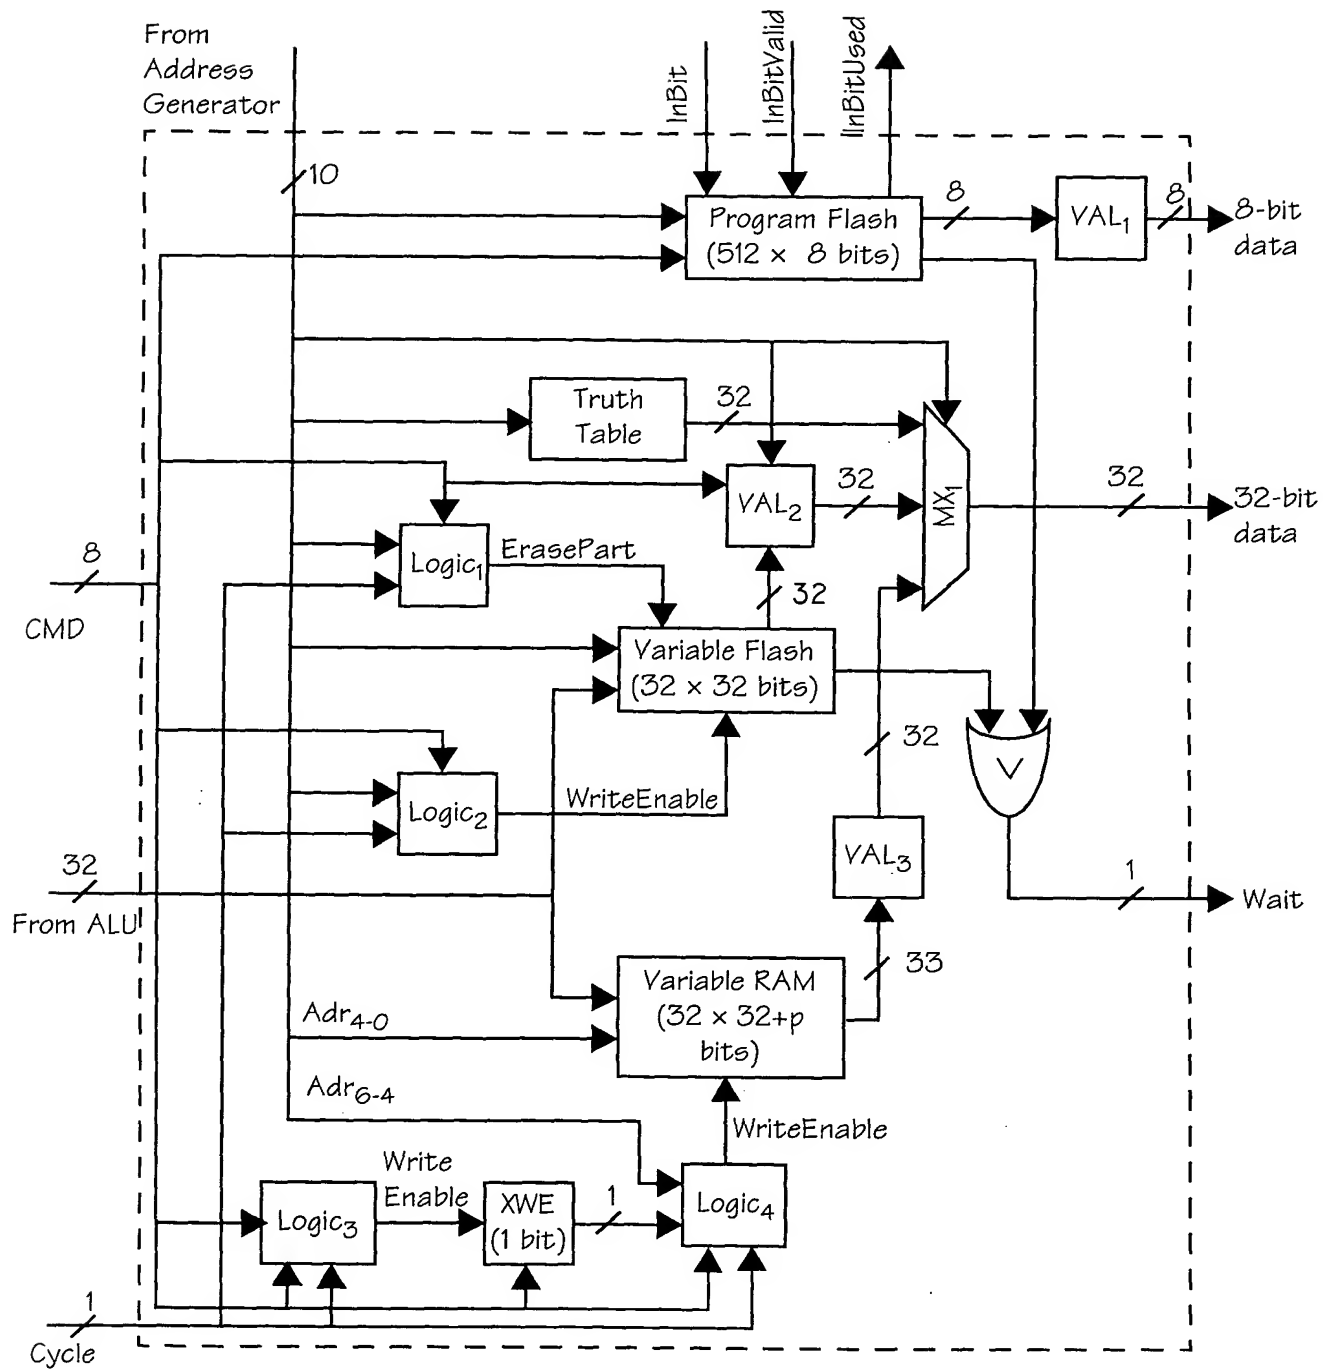 From
Address
Generator
InBit
InBitValid
InBitUsed
10
Program Flash
(512 × 8 bits)
8
VAL1
8
8-bit
data
Truth
Table
32
VAL2
32
MX1
32
32-bit
data
8
CMD
Logic1
ErasePart
32
Variable Flash
(32 × 32 bits)
Logic2
WriteEnable
32
V
VAL3
32
From ALU
1
Wait
33
Variable RAM
(32 × 32+p
bits)
Adr4-0
Adr6-4
WriteEnable
Write
Enable
Logic3
XWE
(1 bit)
1
Logic4
1
Cycle